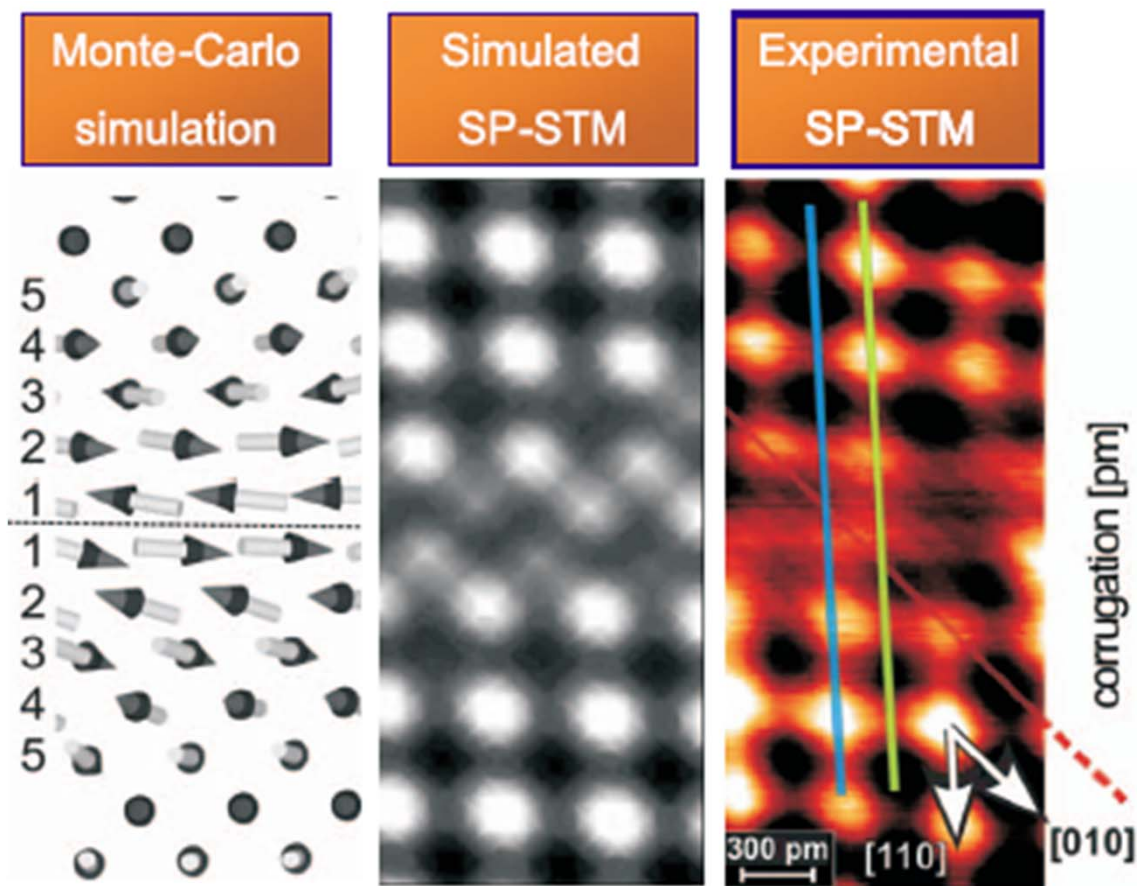 Monte-Carlo
simulation
Simulated
SP-STM
Experimental
SP-STM
5
4
3
2
1
1
2
3
4
5
corrugation [pm]
300 pm
[110]
[010]